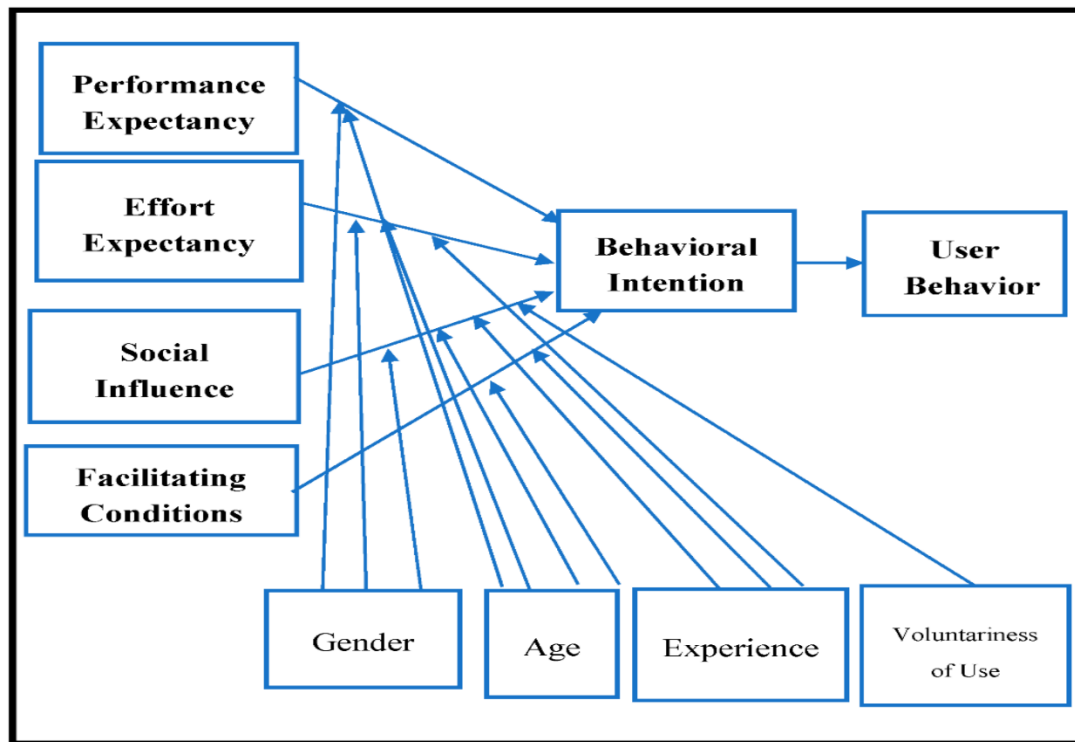 Performance
Expectancy
Effort
Expectancy
Behavioral
Intention
User
Behavior
Social
Influence
Facilitating
Conditions
Gender
Age
Experience
Voluntariness
of Use